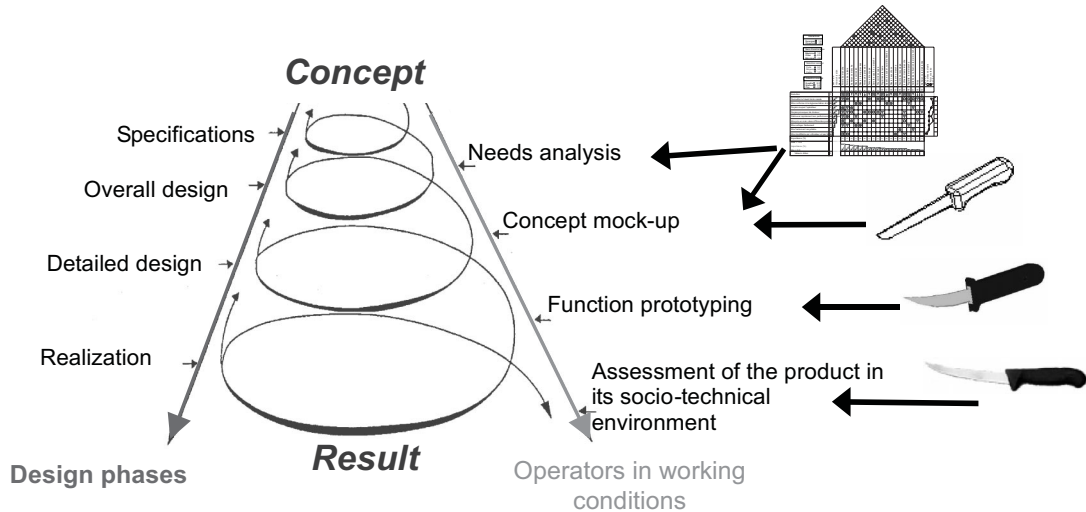 Concept
Specifications
Needs analysis
Overall design
Concept mock-up
Detailed design
Function prototyping
Realization
Assessment of the product in
its socio-technical
environment
Result
Design phases
Operators in working
conditions